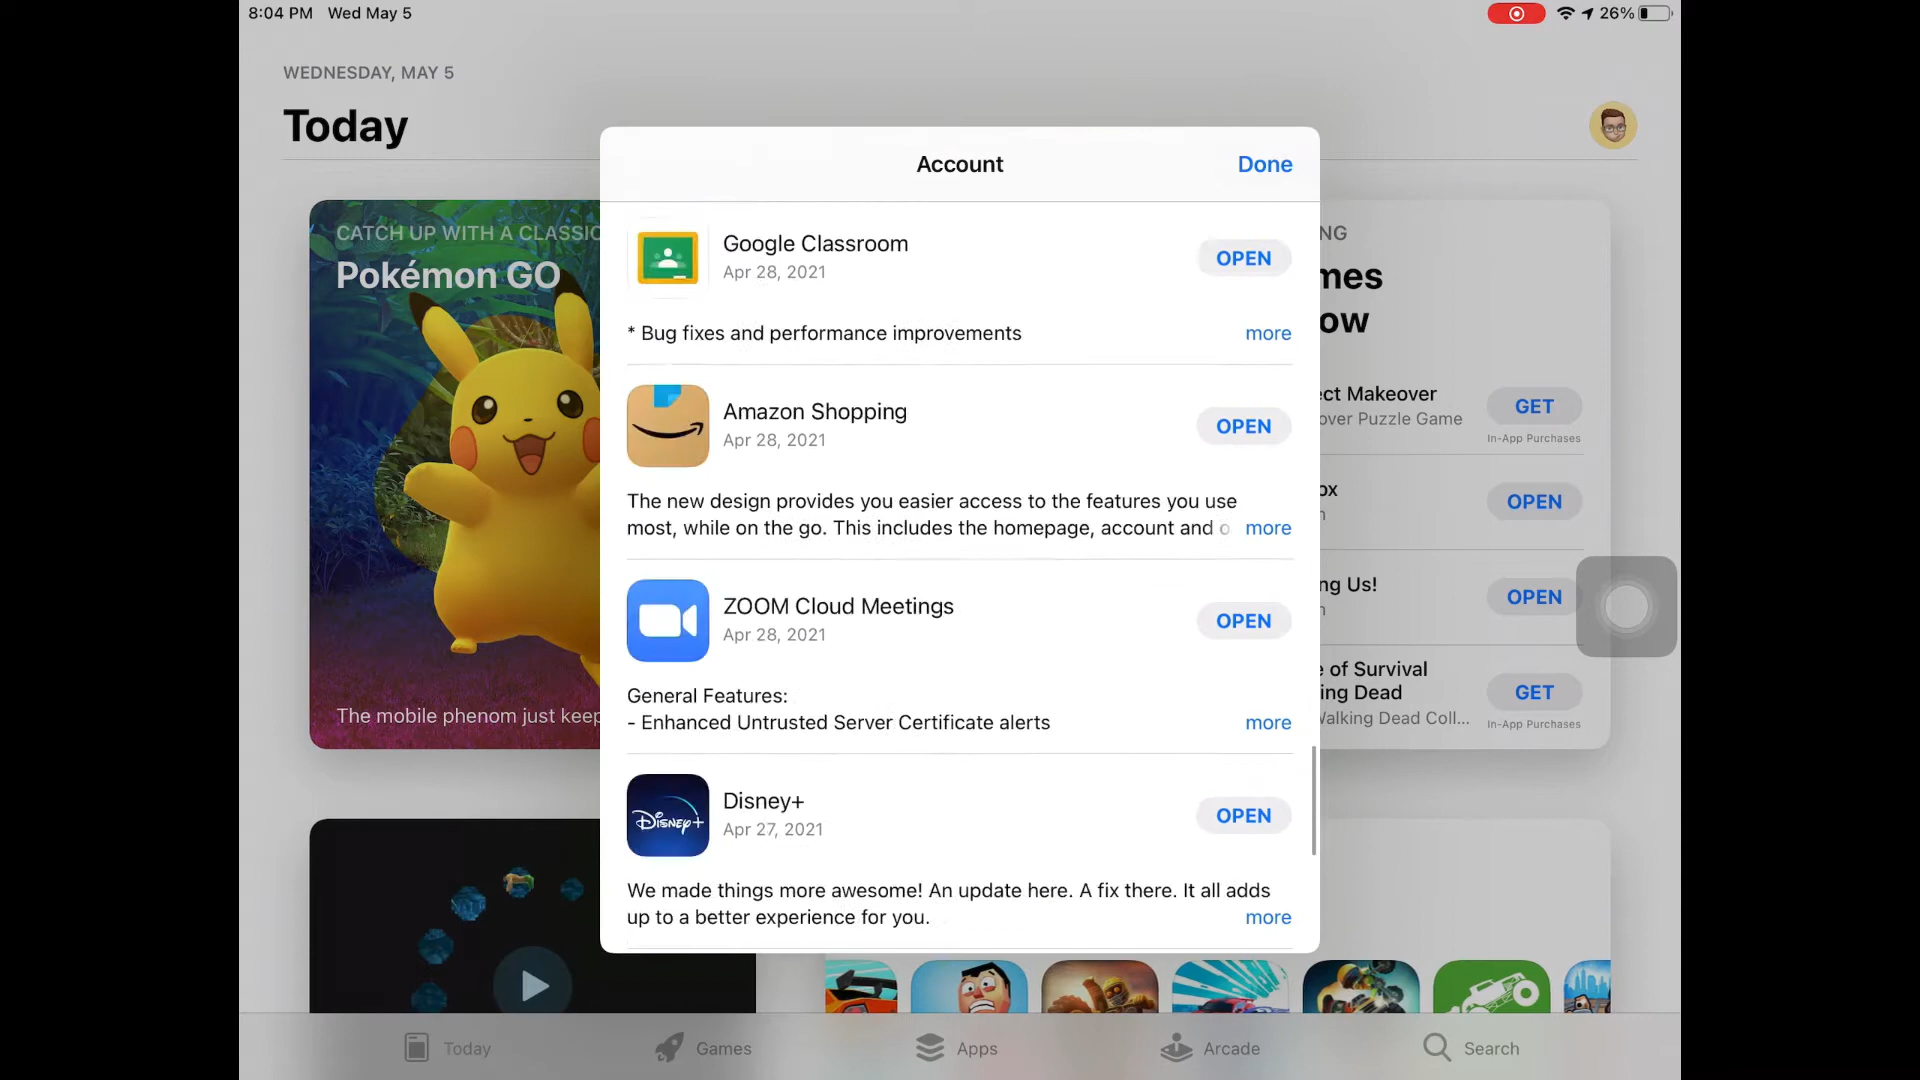 8:04 PM Wed May 5
26%
WEDNESDAY, MAY 5
Today
CATCH UP WITH A CLASSIC
Pokémon GO
The mobile phenom just keep
Account
Done
Google Classroom
Apr 28, 2021
OPEN
* Bug fixes and performance improvements
more
Amazon Shopping
Apr 28, 2021
OPEN
The new design provides you easier access to the features you use
most, while on the go. This includes the homepage, account and o
more
ZOOM Cloud Meetings
Apr 28, 2021
OPEN
General Features:
- Enhanced Untrusted Server Certificate alerts
more
Disney+
Disney+
Apr 27, 2021
OPEN
We made things more awesome! An update here. A fix there. It all adds
up to a better experience for you.
more
NG
mes
ow
ect Makeover
over Puzzle Game
GET
In-App Purchases
ox
n
OPEN
ng Us!
n
OPEN
e of Survival
ing Dead
Walking Dead Coll...
GET
In-App Purchases
Today
Games
Apps
Arcade
Search